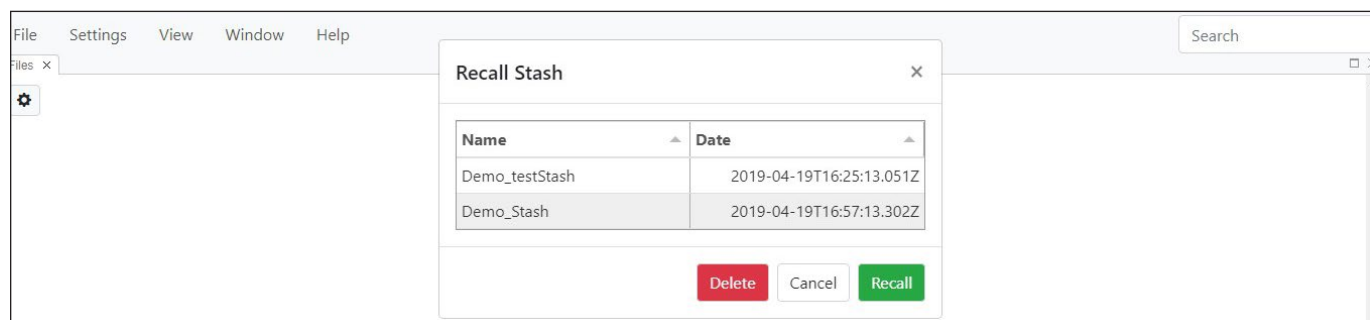 File Settings View Window Help Search
Files ×
Recall Stash ×
Name Date
Demo_testStash 2019-04-19T16:25:13.051Z
Demo_Stash 2019-04-19T16:57:13.302Z
Delete Cancel Recall